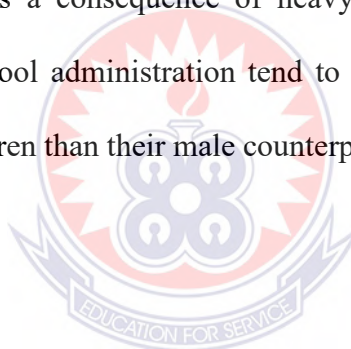 s a consequence of heavy
ool administration tend to
ren than their male counterp
EDUCATION FOR SERVICE